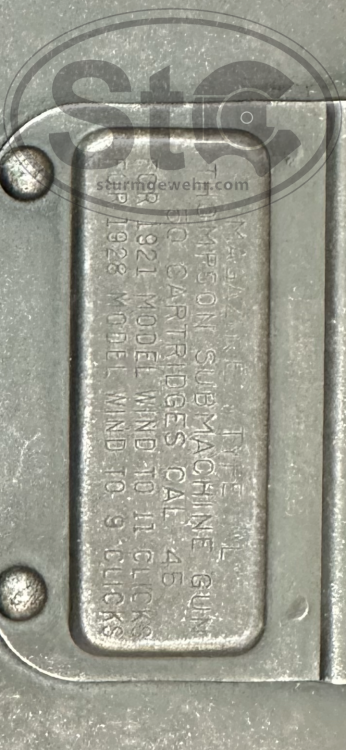 StG
sturmgewehr.com
MAGAZINE, TYPE "L"
THOMPSON SUBMACHINE GUN
50 CARTRIDGES CAL .45
FOR 1921 MODEL WIND TO 11 CLICKS
FOR 1928 MODEL WIND TO 9 CLICKS